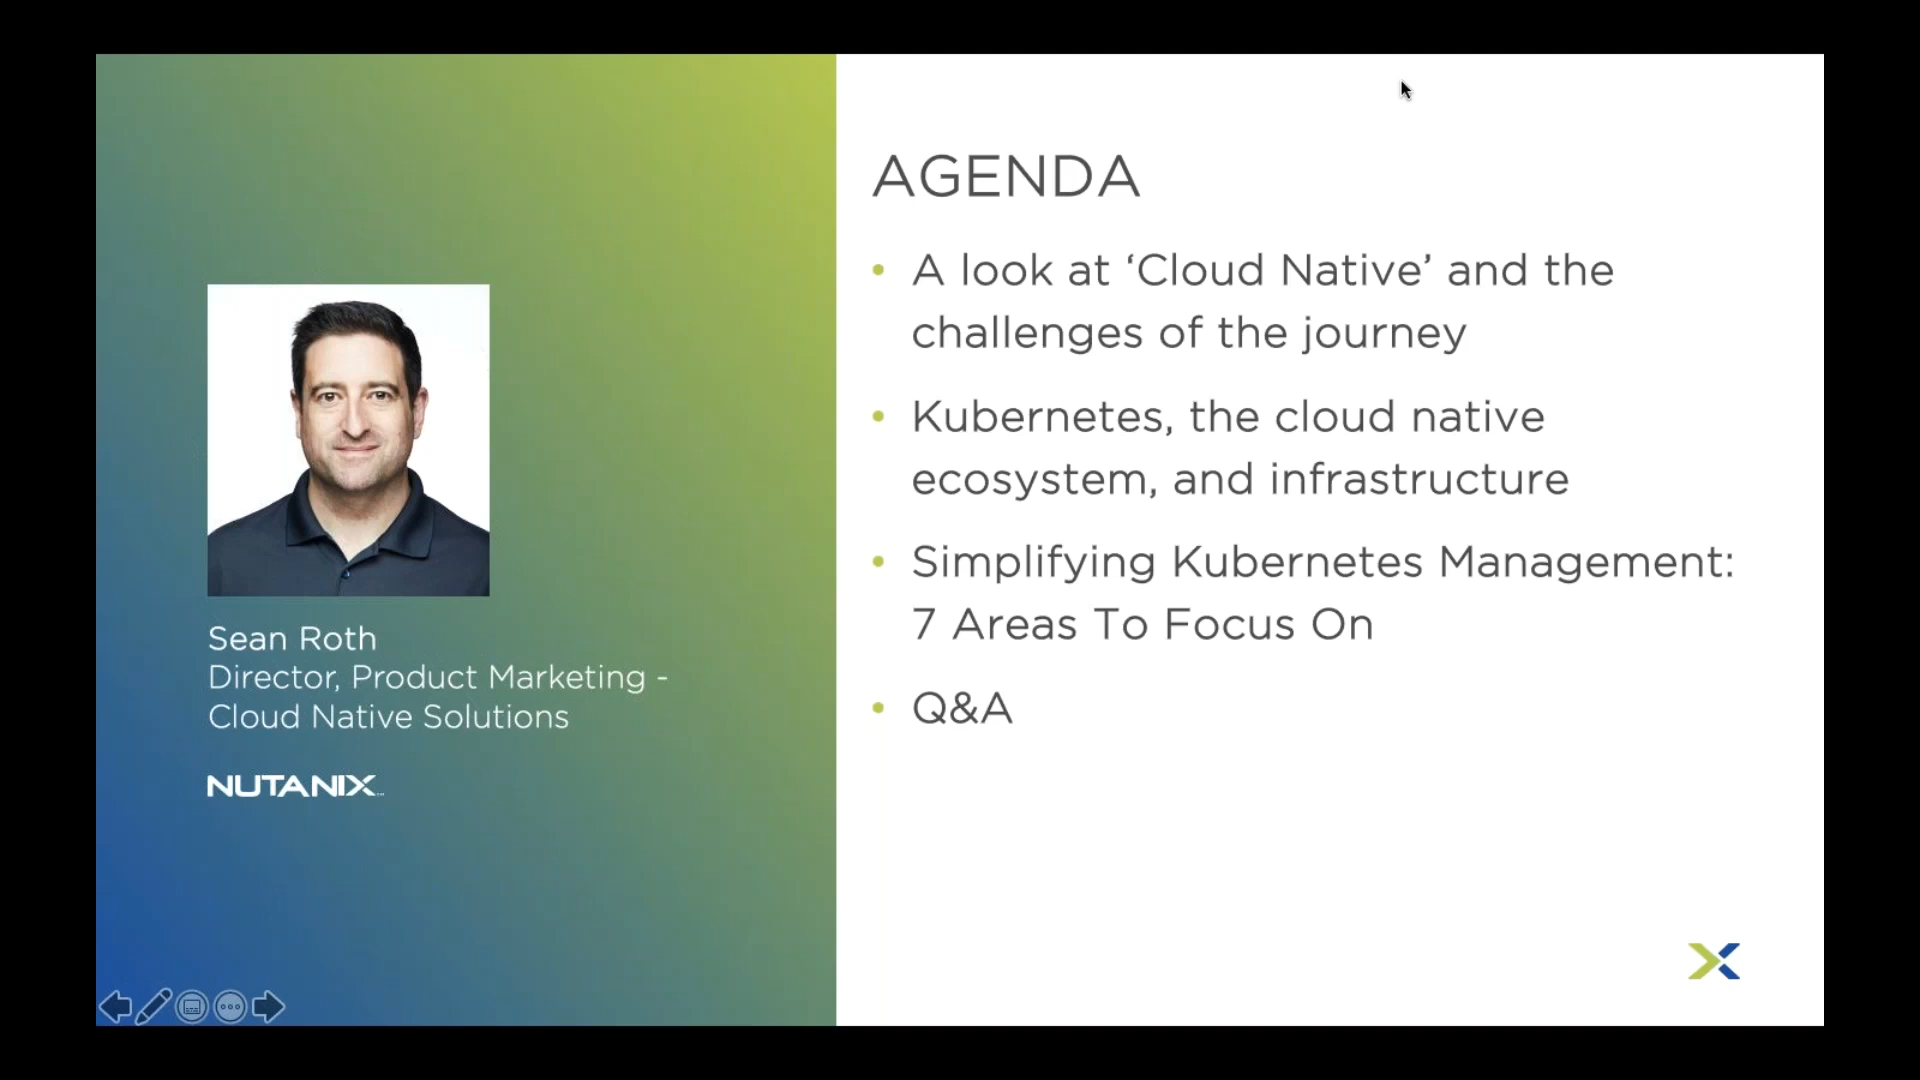 Sean Roth
Director, Product Marketing -
Cloud Native Solutions
NUTANIX
AGENDA
• A look at ‘Cloud Native’ and the
challenges of the journey
• Kubernetes, the cloud native
ecosystem, and infrastructure
• Simplifying Kubernetes Management:
7 Areas To Focus On
• Q&A